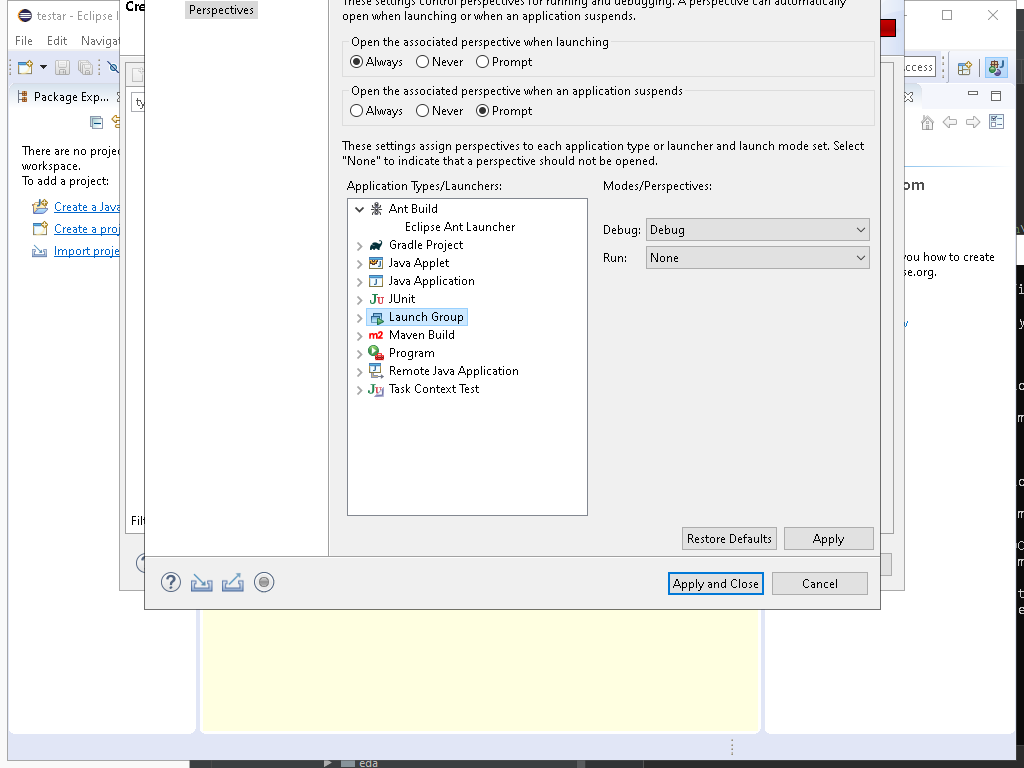 testar - Eclipse I
Cre
Perspectives
These settings control perspectives for running and debugging. A perspective can automatically
open when launching or when an application suspends.
File Edit Navigat
Open the associated perspective when launching
Always Never Prompt
ccess
Package Exp...
Open the associated perspective when an application suspends
Always Never Prompt
ty
There are no proje
workspace.
To add a project:
Create a Java
Create a proj
Import proje
These settings assign perspectives to each application type or launcher and launch mode set. Select
"None" to indicate that a perspective should not be opened.
Application Types/Launchers:
Modes/Perspectives:
Ant Build
Eclipse Ant Launcher
Gradle Project
Java Applet
Java Application
JUnit
Launch Group
Maven Build
Program
Remote Java Application
Task Context Test
Debug: Debug
Run: None
om
you how to create
se.org.
Filt
Restore Defaults
Apply
Apply and Close
Cancel
eda